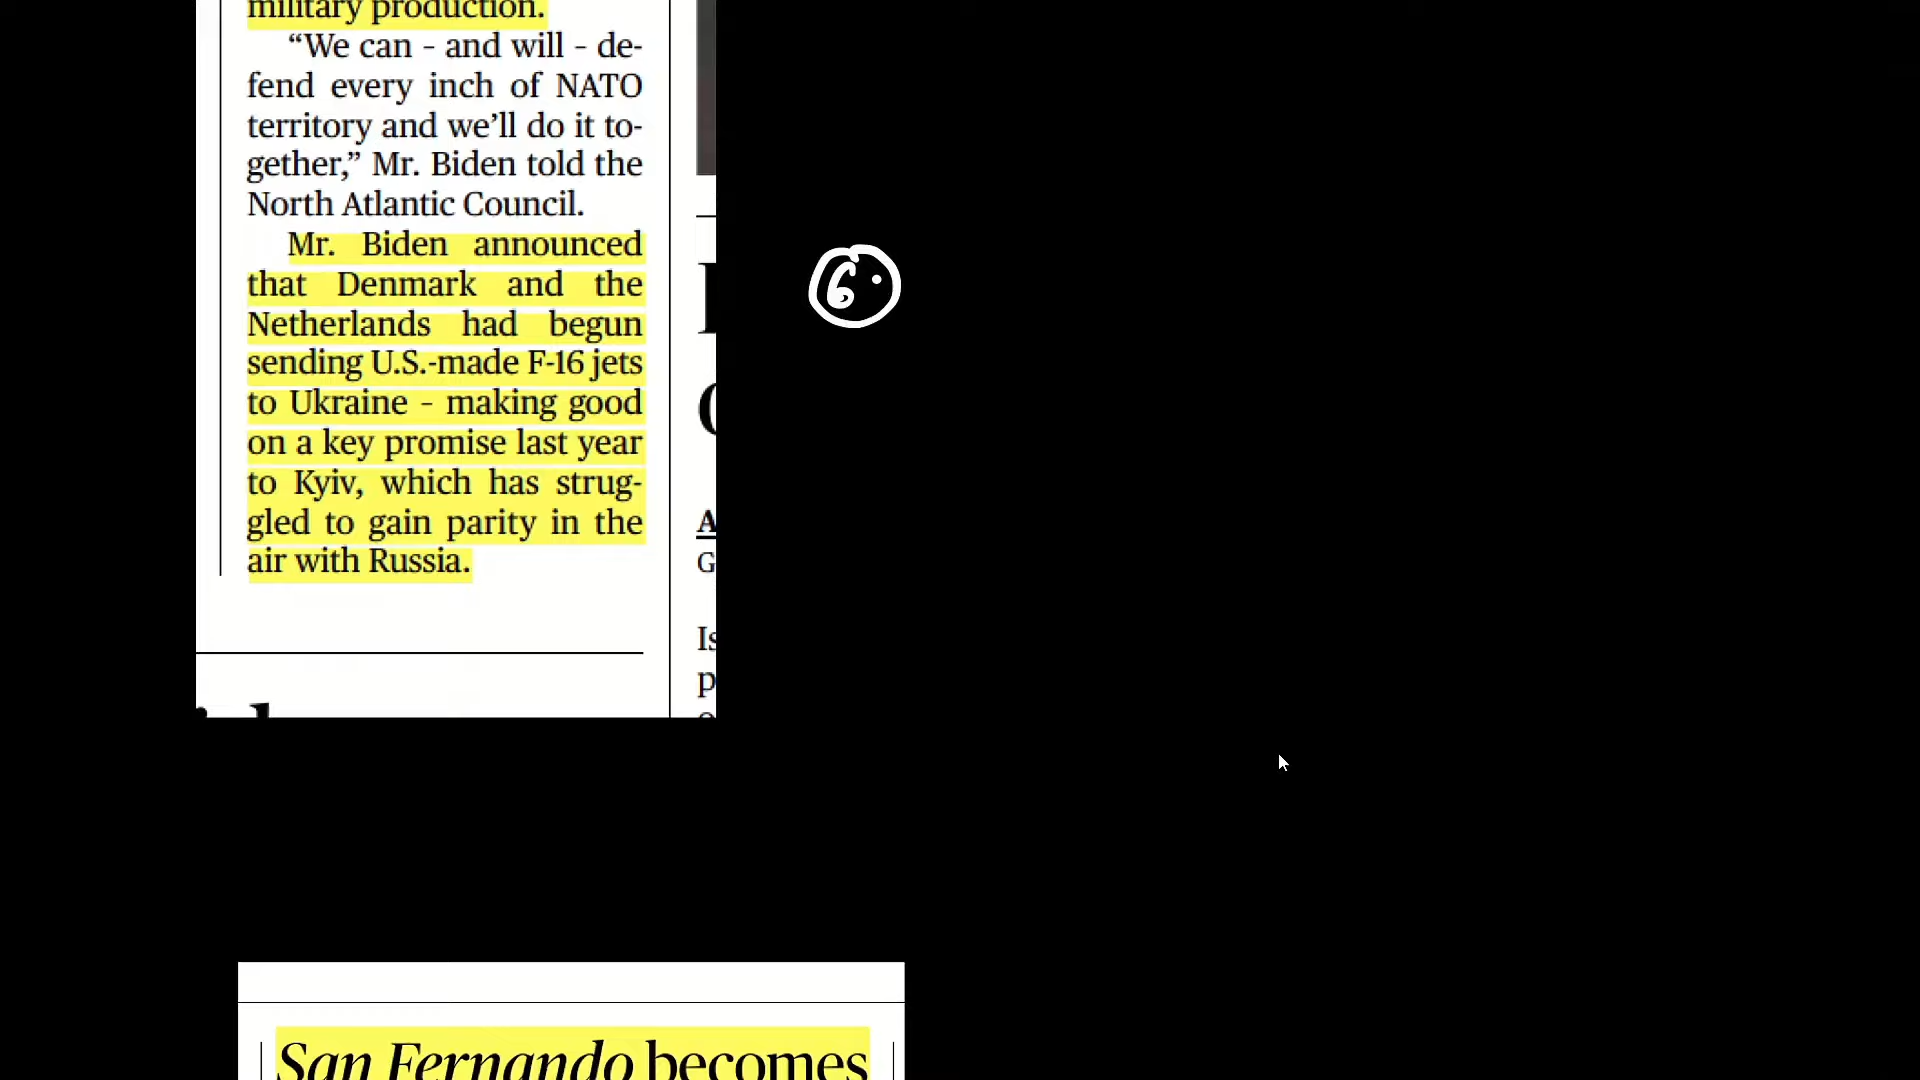 military production.
“We can - and will - de-
fend every inch of NATO
territory and we’ll do it to-
gether,” Mr. Biden told the
North Atlantic Council.
Mr. Biden announced
that Denmark and the
Netherlands had begun
sending U.S.-made F-16 jets
to Ukraine - making good
on a key promise last year
to Kyiv, which has strug-
gled to gain parity in the
air with Russia.
A
G
Is
p
6.
San Fernando becomes